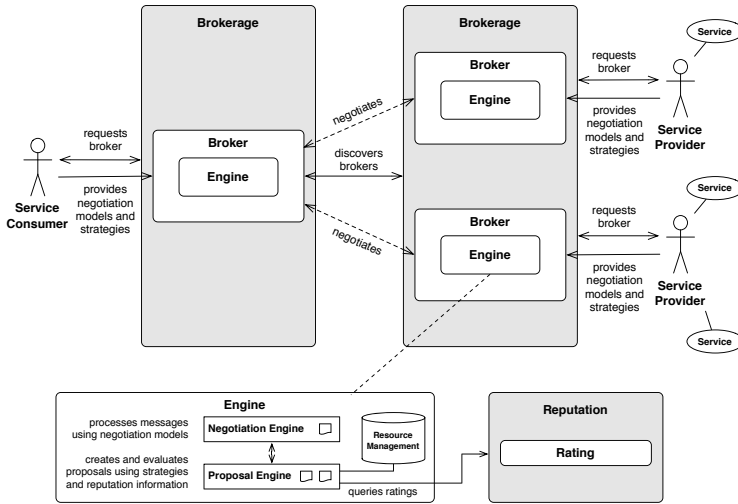 Brokerage
Brokerage
Service
requests
broker
Broker
Engine
provides
negotiation
models and
strategies
Service
Provider
negotiates
requests
broker
Broker
Engine
discovers
brokers
provides
negotiation
models and
strategies
Service
Consumer
negotiates
Service
requests
broker
Broker
Engine
provides
negotiation
models and
strategies
Service
Provider
Service
Engine
processes messages
using negotiation models
Negotiation Engine
Resource
Management
creates and evaluates
proposals using strategies
and reputation information
Proposal Engine
queries ratings
Reputation
Rating